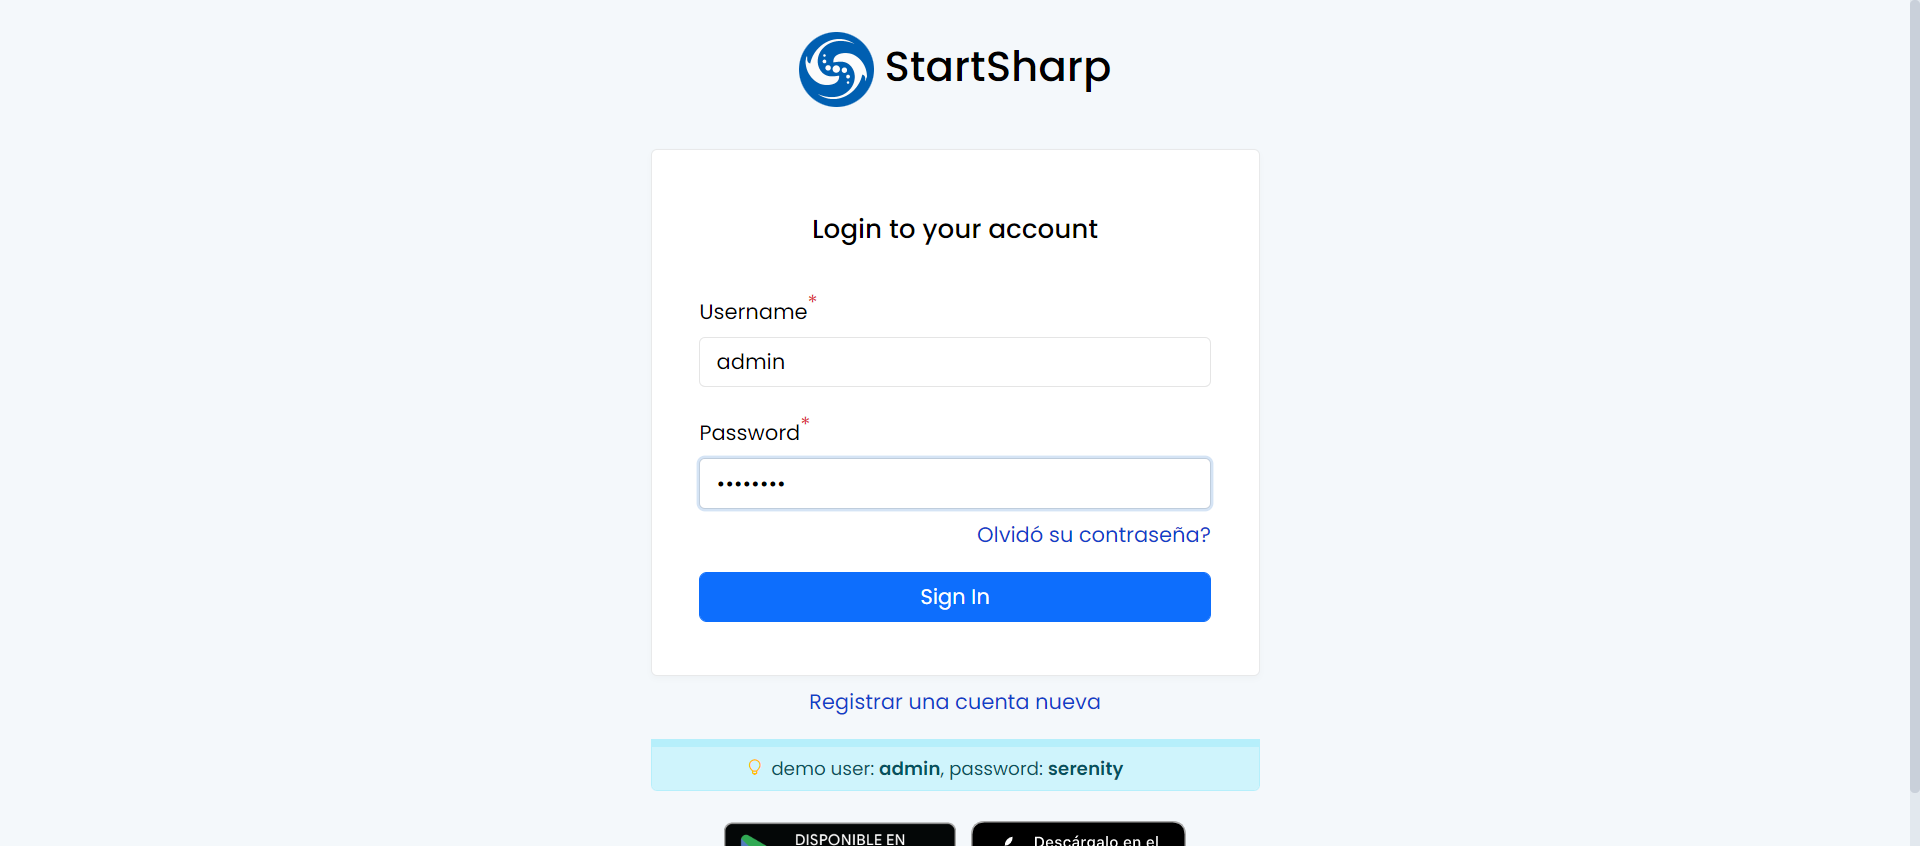 StartSharp
Login to your account
Username*
admin
Password*
••••••••
Olvidó su contraseña?
Sign In
Registrar una cuenta nueva
demo user: admin, password: serenity
DISPONIBLE EN
Descárgalo en el